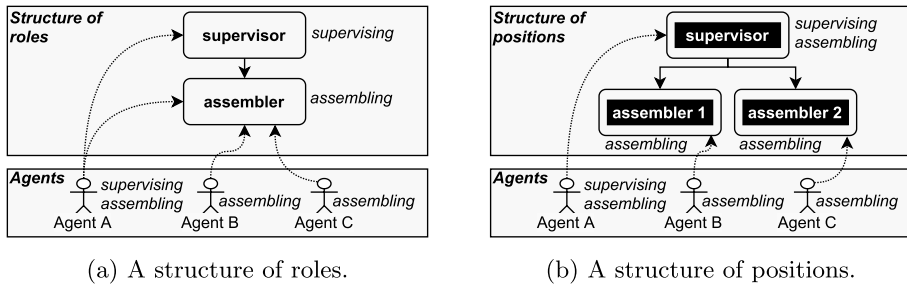 Structure of
roles
supervisor
supervising
assembler
assembling
Agents
supervising
assembling
assembling
assembling
Agent A
Agent B
Agent C
(a) A structure of roles.
Structure of
positions
supervisor
supervising
assembling
assembler 1
assembler 2
assembling
assembling
Agents
supervising
assembling
assembling
assembling
Agent A
Agent B
Agent C
(b) A structure of positions.